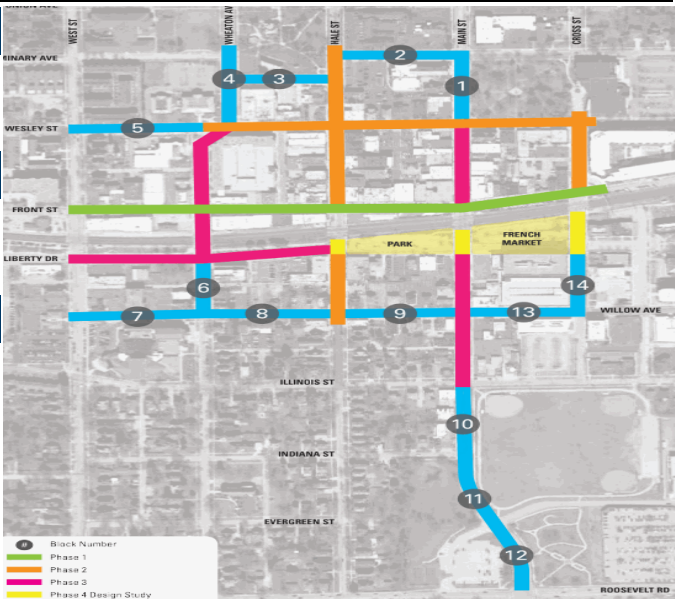 WEST ST
WHEATON AV
HALE ST
MAIN ST
CROSS ST
MINARY AVE
2
4
3
1
WESLEY ST
5
FRONT ST
PARK
FRENCH
MARKET
LIBERTY DR
6
14
7
8
9
13
WILLOW AVE
ILLINOIS ST
10
INDIANA ST
11
EVERGREEN ST
12
# Block Number
Phase 1
Phase 2
Phase 3
Phase 4 Design Study
ROOSEVELT RD